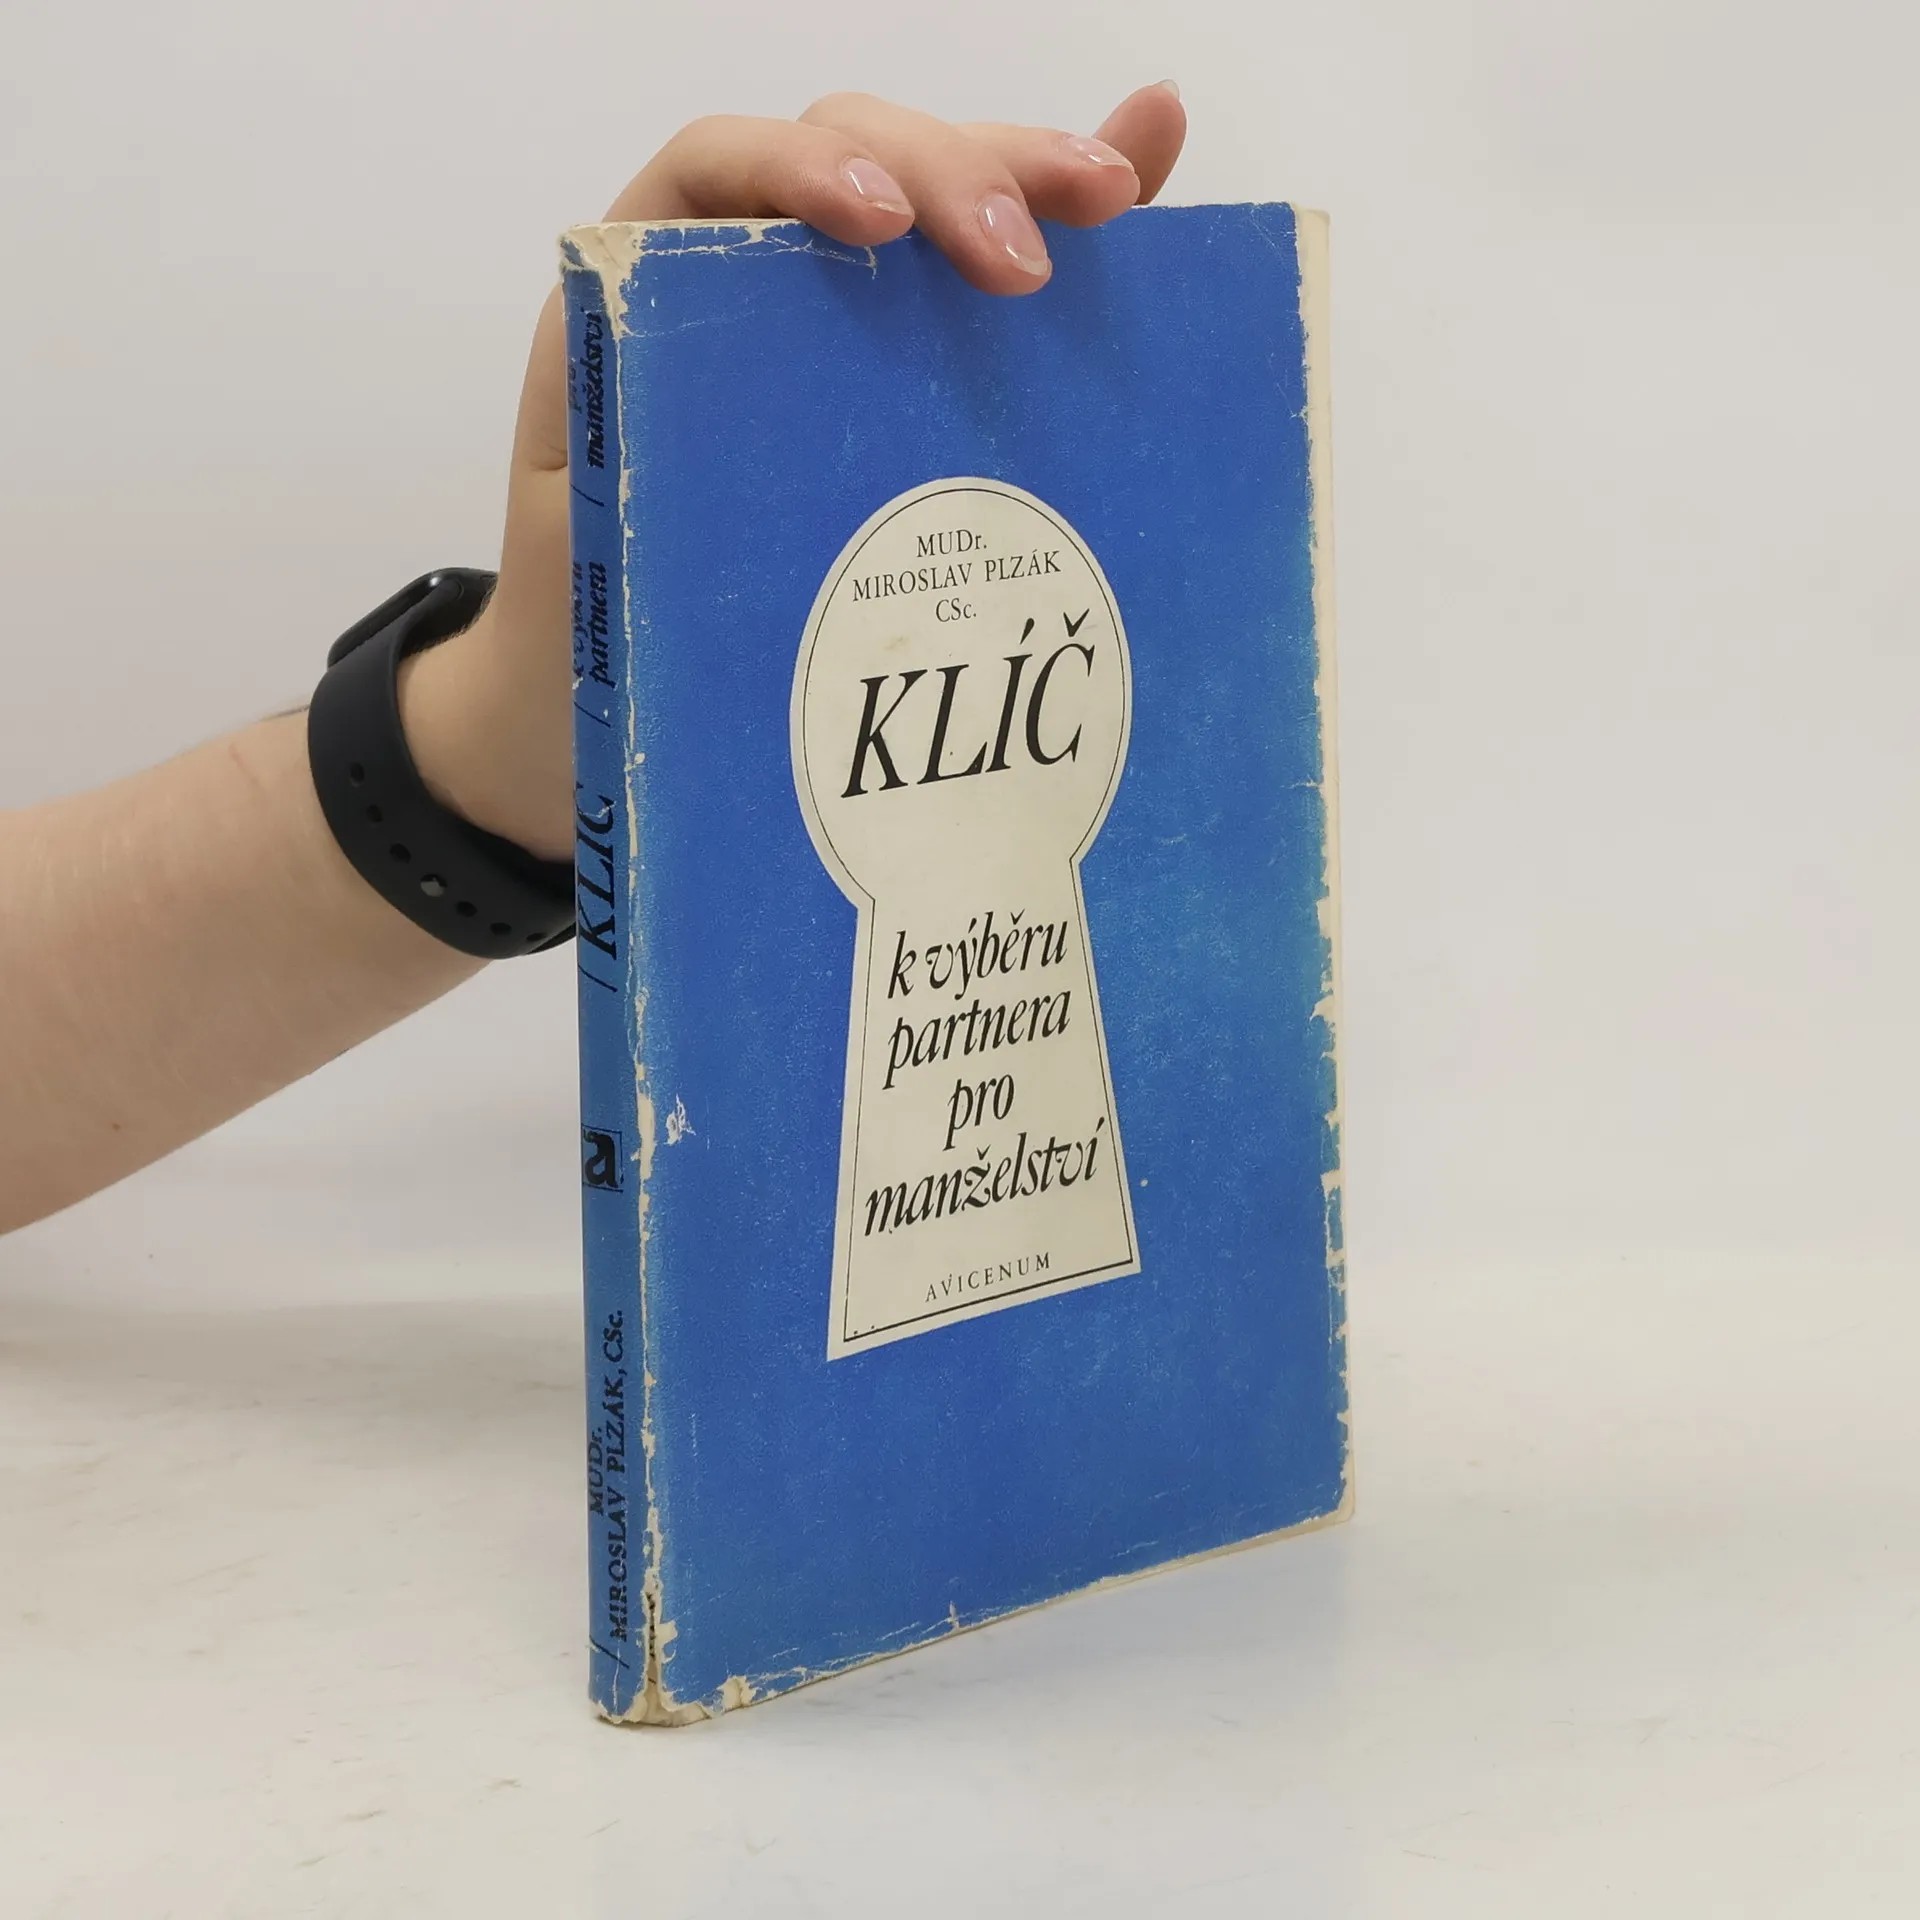 MUDr.
MIROSLAV PLZÁK
CSc.
KLÍČ
k výběru
partnera
pro
manželství
AVICENUM
MUDr.
MIROSLAV PLZÁK, CSc.
a
/ KLÍČ /
k výběru
partnera /
pro
manželství